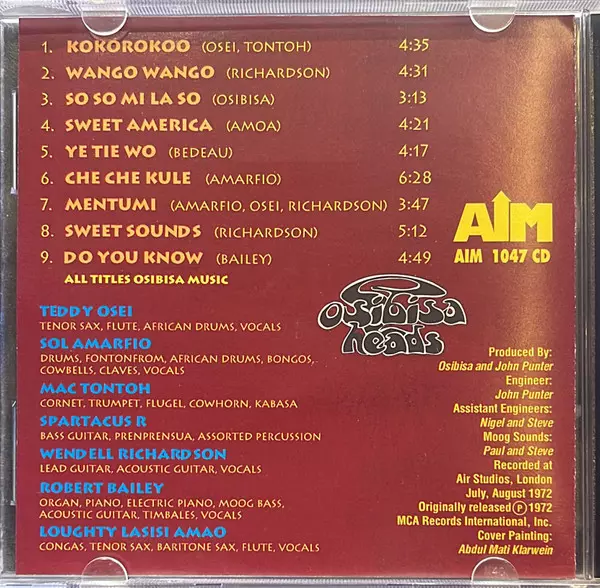 1. KOKOROKOO (OSEI, TONTOH) 4:35
2. WANGO WANGO (RICHARDSON) 4:31
3. SO SO MI LA SO (OSIBISA) 3:13
4. SWEET AMERICA (AMOA) 4:21
5. YE TIE WO (BEDEAU) 4:17
6. CHE CHE KULE (AMARFIO) 6:28
7. MENTUMI (AMARFIO, OSEI, RICHARDSON) 3:47
8. SWEET SOUNDS (RICHARDSON) 5:12
9. DO YOU KNOW (BAILEY) 4:49
ALL TITLES OSIBISA MUSIC
AIM
AIM 1047 CD
Osibisa
heads
TEDDY OSEI
TENOR SAX, FLUTE, AFRICAN DRUMS, VOCALS
SOL AMARFIO
DRUMS, FONTONFROM, AFRICAN DRUMS, BONGOS,
COWBELLS, CLAVES, VOCALS
MAC TONTOH
CORNET, TRUMPET, FLUGEL, COWHORN, KABASA
SPARTACUS R
BASS GUITAR, PRENPRENSUA, ASSORTED PERCUSSION
WENDELL RICHARDSON
LEAD GUITAR, ACOUSTIC GUITAR, VOCALS
ROBERT BAILEY
ORGAN, PIANO, ELECTRIC PIANO, MOOG BASS,
ACOUSTIC GUITAR, TIMBALES, VOCALS
LOUGHTY LASISI AMAO
CONGAS, TENOR SAX, BARITONE SAX, FLUTE, VOCALS
Produced By:
Osibisa and John Punter
Engineer:
John Punter
Assistant Engineers:
Nigel and Steve
Moog Sounds:
Paul and Steve
Recorded at
Air Studios, London
July, August 1972
Originally released ℗ 1972
MCA Records International, Inc.
Cover Painting:
Abdul Mati Klarwein